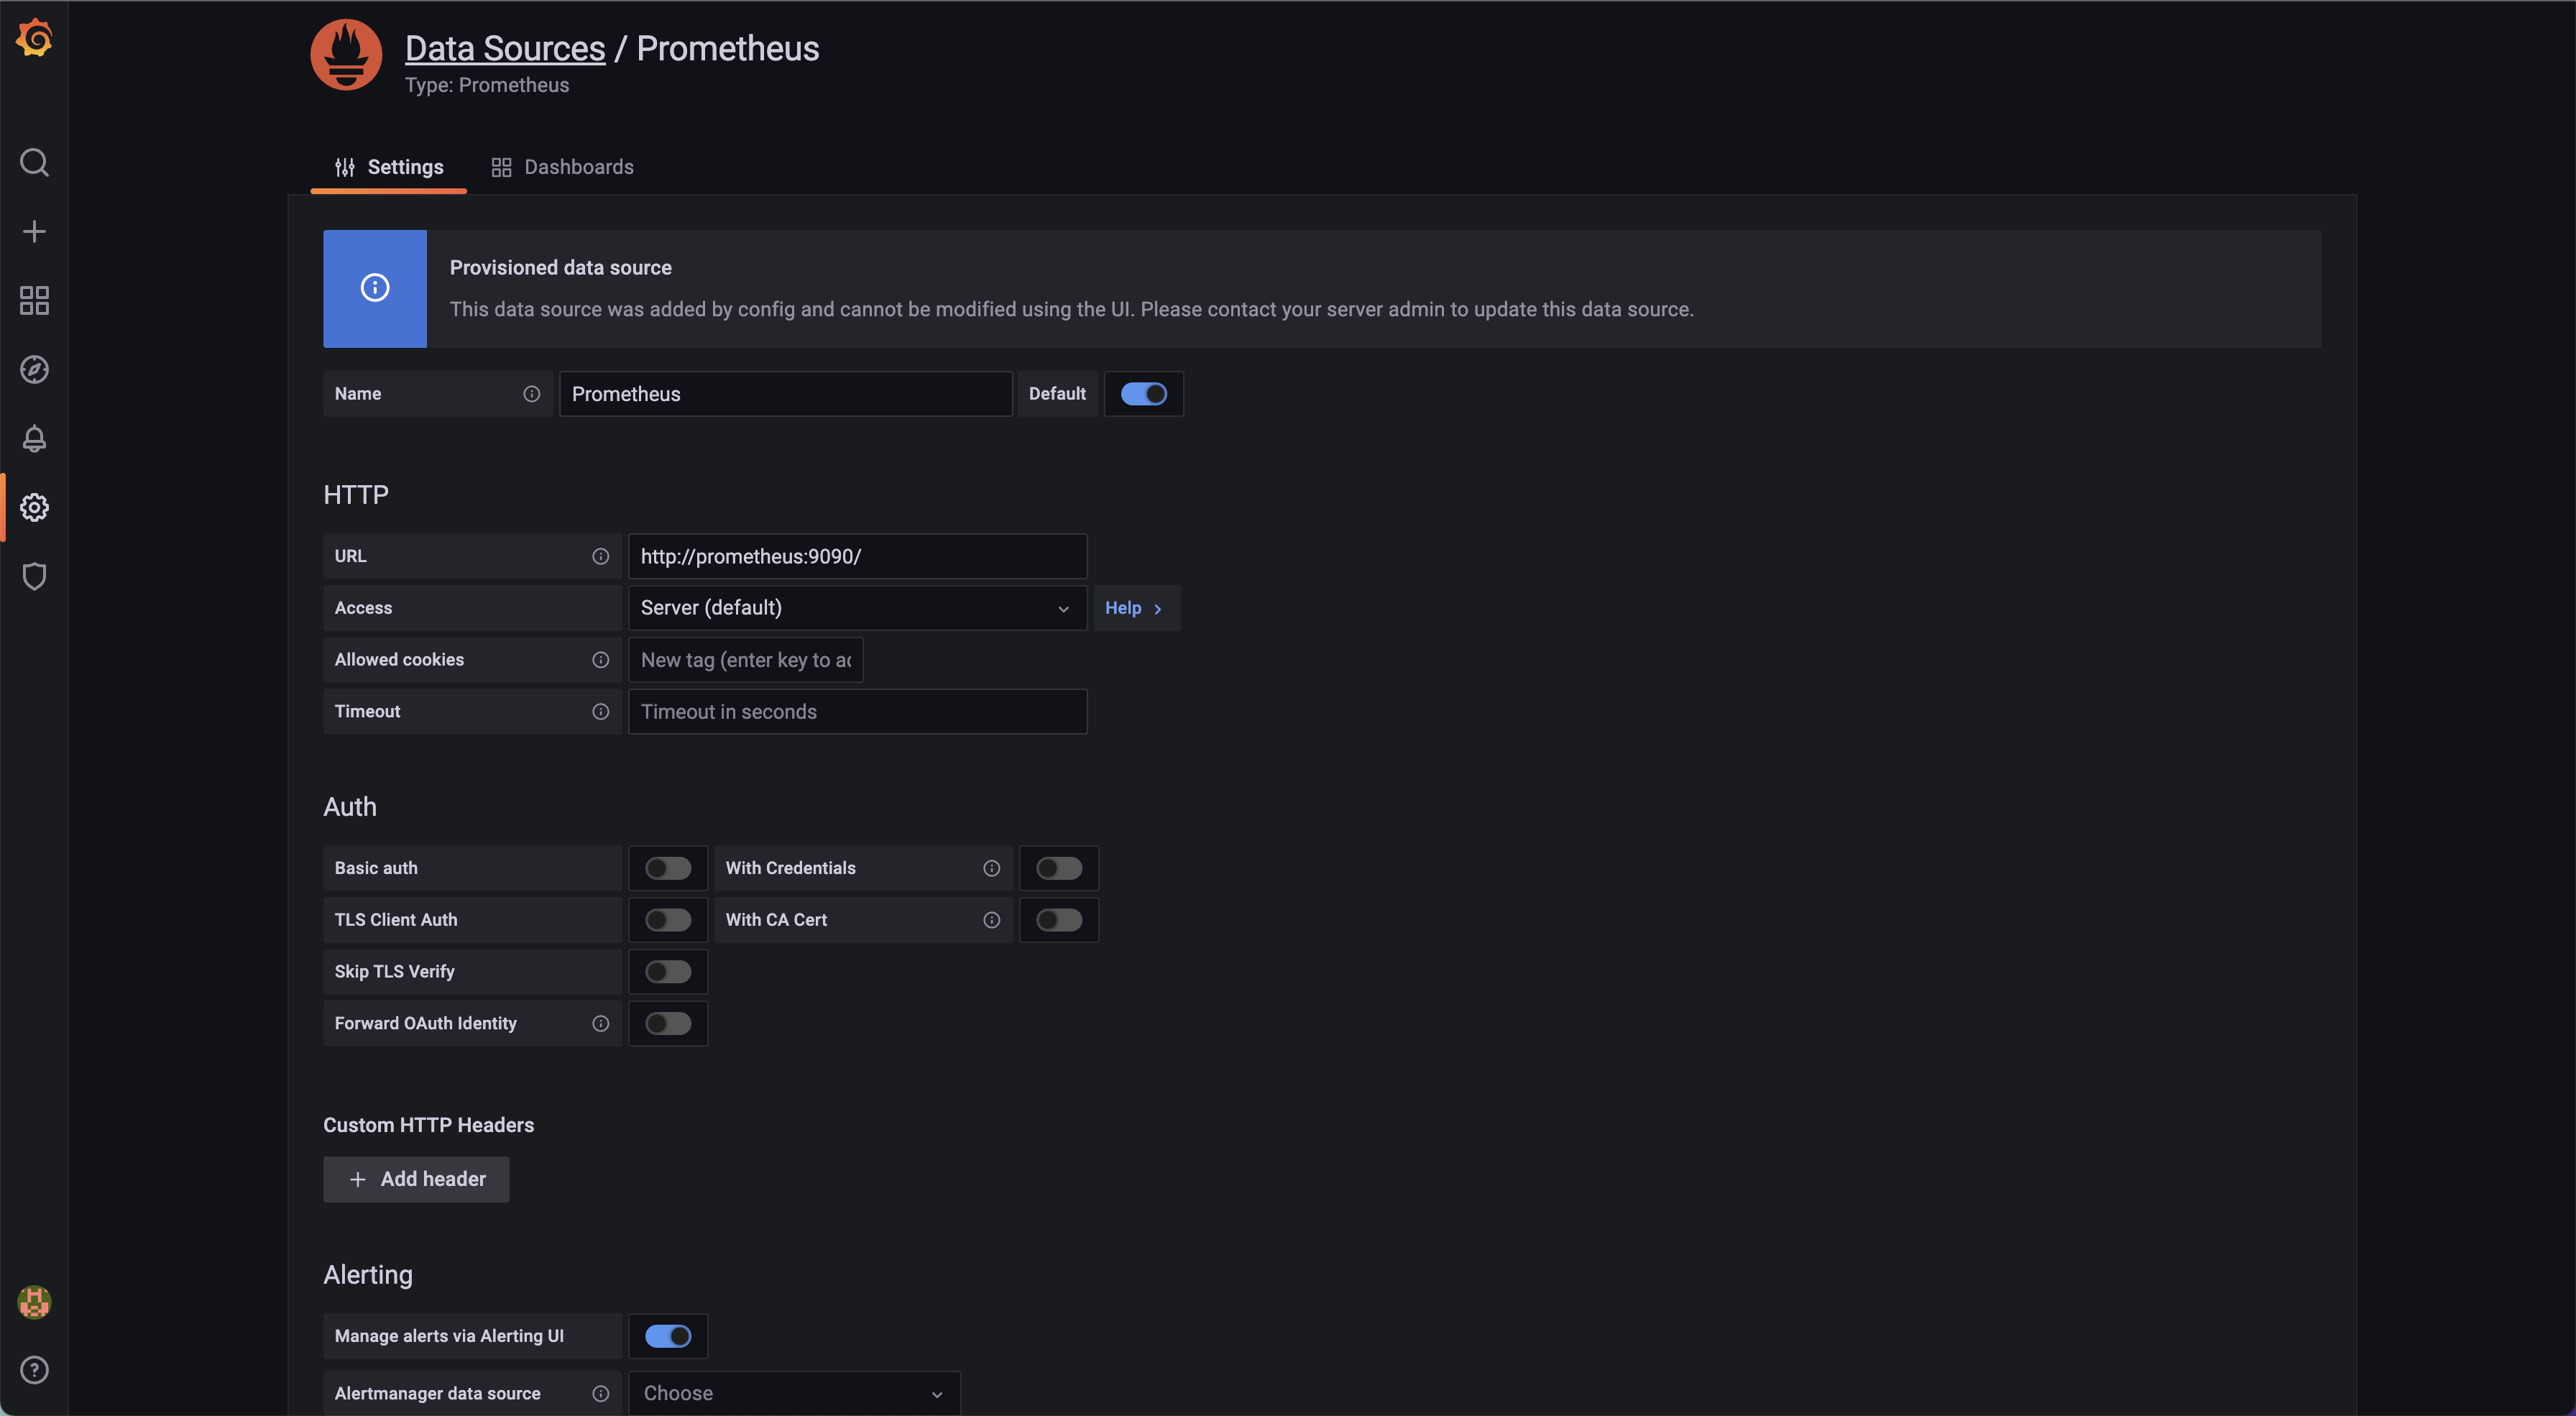 Data Sources / Prometheus
Type: Prometheus
Settings
Dashboards
Provisioned data source
This data source was added by config and cannot be modified using the UI. Please contact your server admin to update this data source.
Name
Prometheus
Default
HTTP
URL
http://prometheus:9090/
Access
Server (default)
Help
Allowed cookies
New tag (enter key to ac
Timeout
Timeout in seconds
Auth
Basic auth
With Credentials
TLS Client Auth
With CA Cert
Skip TLS Verify
Forward OAuth Identity
Custom HTTP Headers
Add header
Alerting
Manage alerts via Alerting UI
Alertmanager data source
Choose